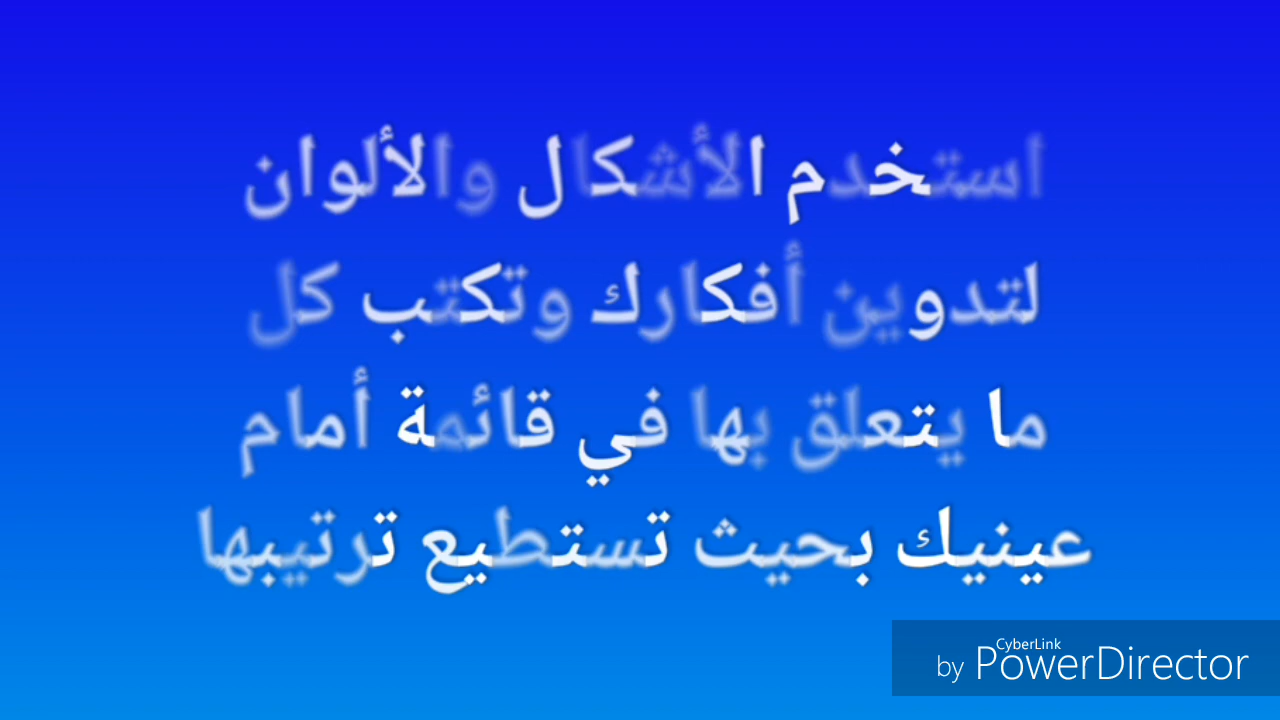 استخدم الأشكال والألوان
لتدوين أفكارك وتكتب كل
ما يتعلق بها في قائمة أمام
عينيك بحيث تستطيع ترتيبها
CyberLink
by PowerDirector